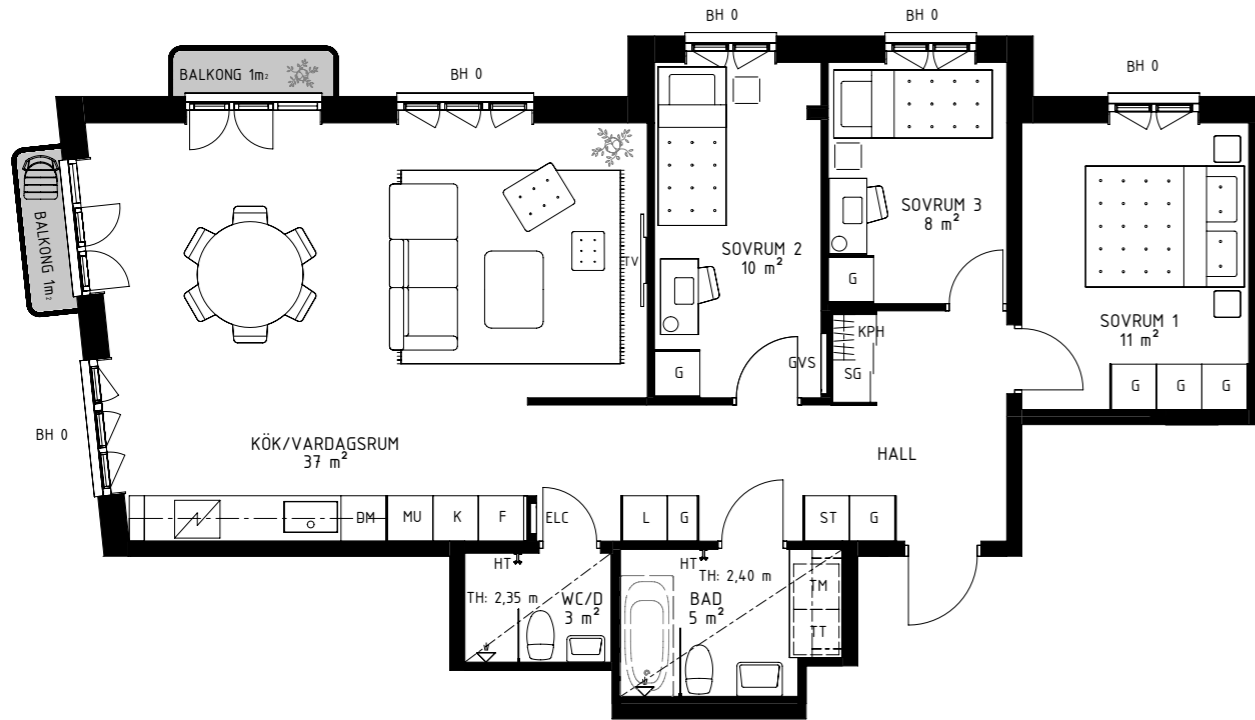 BH 0
BH 0
BALKONG 1m²
BH 0
BH 0
BALKONG 1m²
SOVRUM 3
8 m²
SOVRUM 2
10 m²
TV
G
SOVRUM 1
11 m²
KPH
GVS
SG
G
G
G
G
BH 0
KÖK/VARDAGSRUM
37 m²
HALL
DM
MU
K
F
ELC
L
G
ST
G
HT
TH: 2,35 m
WC/D
3 m²
HT
TH: 2,40 m
BAD
5 m²
TM
TT